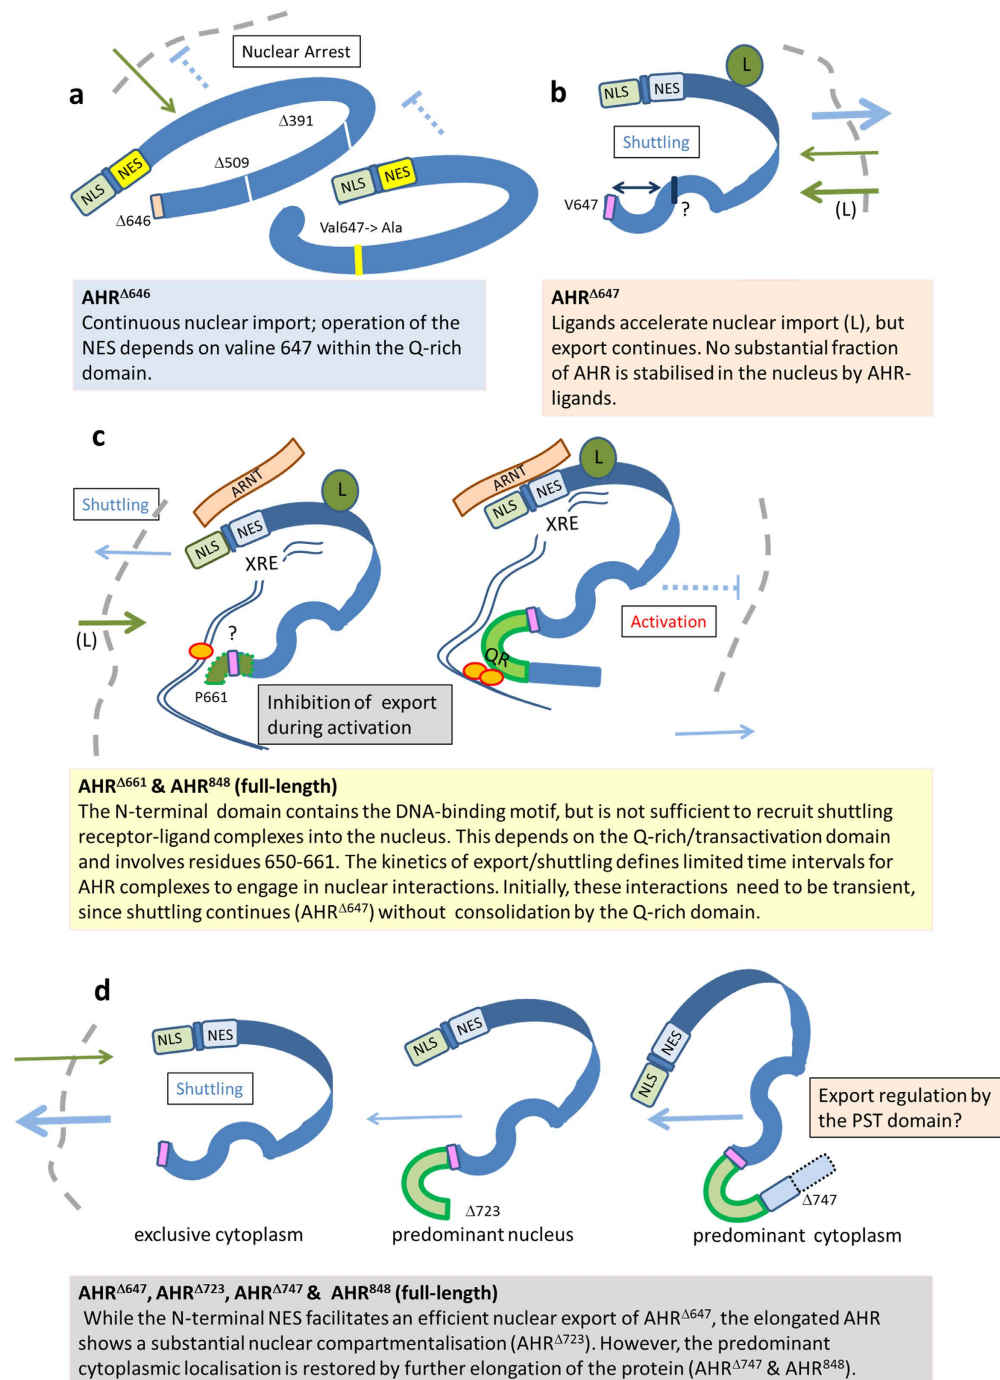 Nuclear Arrest
a
NLS
NES
Δ391
Δ509
Δ646
NLS
NES
Val647-> Ala
AHRΔ646
Continuous nuclear import; operation of the
NES depends on valine 647 within the Q-rich
domain.
b
L
NLS
NES
Shuttling
V647
?
(L)
AHRΔ647
Ligands accelerate nuclear import (L), but
export continues. No substantial fraction
of AHR is stabilised in the nucleus by AHR-
ligands.
c
Shuttling
ARNT
L
NLS
NES
XRE
(L)
?
P661
Inhibition of export
during activation
ARNT
L
NLS
NES
XRE
QR
Activation
AHRΔ661 & AHR848 (full-length)
The N-terminal domain contains the DNA-binding motif, but is not sufficient to recruit shuttling
receptor-ligand complexes into the nucleus. This depends on the Q-rich/transactivation domain
and involves residues 650-661. The kinetics of export/shuttling defines limited time intervals for
AHR complexes to engage in nuclear interactions. Initially, these interactions need to be transient,
since shuttling continues (AHRΔ647) without consolidation by the Q-rich domain.
d
NLS
NES
Shuttling
exclusive cytoplasm
NLS
NES
Δ723
predominant nucleus
NES
NLS
Export regulation by
the PST domain?
Δ747
predominant cytoplasm
AHRΔ647, AHRΔ723, AHRΔ747 & AHR848 (full-length)
While the N-terminal NES facilitates an efficient nuclear export of AHRΔ647, the elongated AHR
shows a substantial nuclear compartmentalisation (AHRΔ723). However, the predominant
cytoplasmic localisation is restored by further elongation of the protein (AHRΔ747 & AHR848).